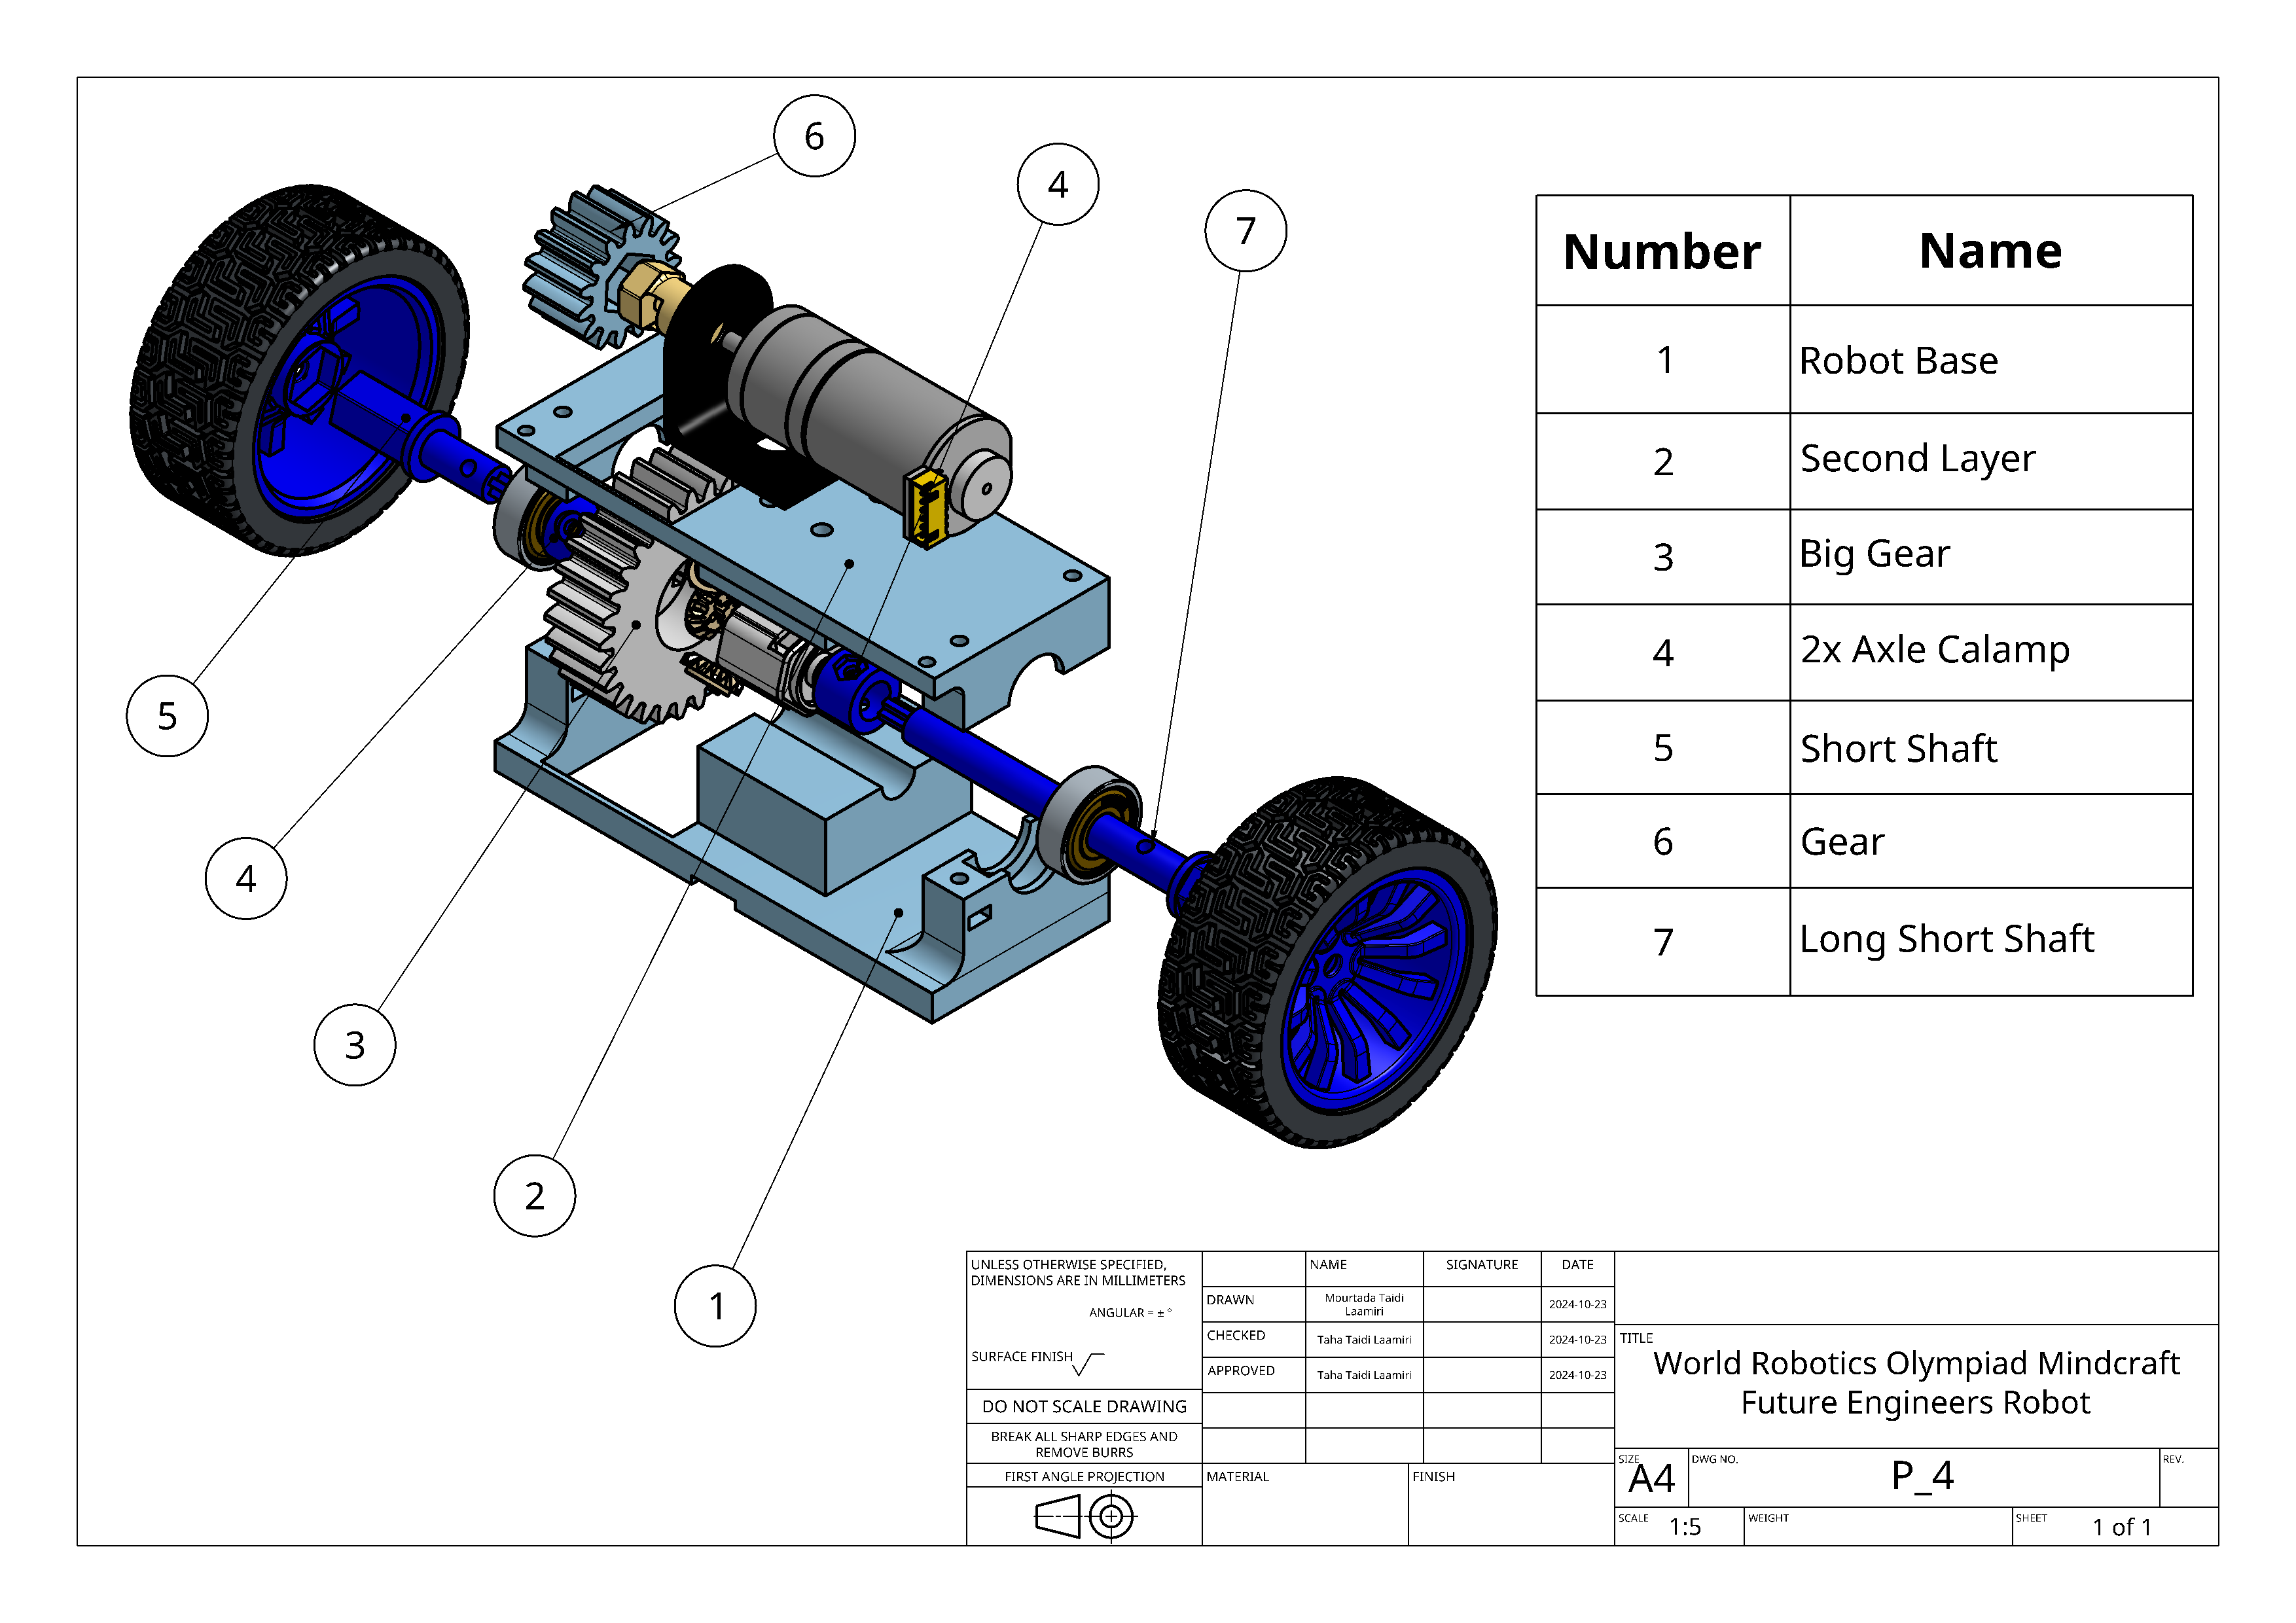 6
4
7
5
4
3
2
1
Number Name
1 Robot Base
2 Second Layer
3 Big Gear
4 2x Axle Calamp
5 Short Shaft
6 Gear
7 Long Short Shaft
UNLESS OTHERWISE SPECIFIED,
DIMENSIONS ARE IN MILLIMETERS
ANGULAR = ± °
SURFACE FINISH
DO NOT SCALE DRAWING
BREAK ALL SHARP EDGES AND
REMOVE BURRS
FIRST ANGLE PROJECTION
NAME SIGNATURE DATE
DRAWN Mourtada Taidi
Laamiri 2024-10-23
CHECKED Taha Taidi Laamiri 2024-10-23
APPROVED Taha Taidi Laamiri 2024-10-23
MATERIAL FINISH
TITLE
World Robotics Olympiad Mindcraft
Future Engineers Robot
SIZE
A4
DWG NO.
P_4
REV.
SCALE 1:5
WEIGHT
SHEET 1 of 1